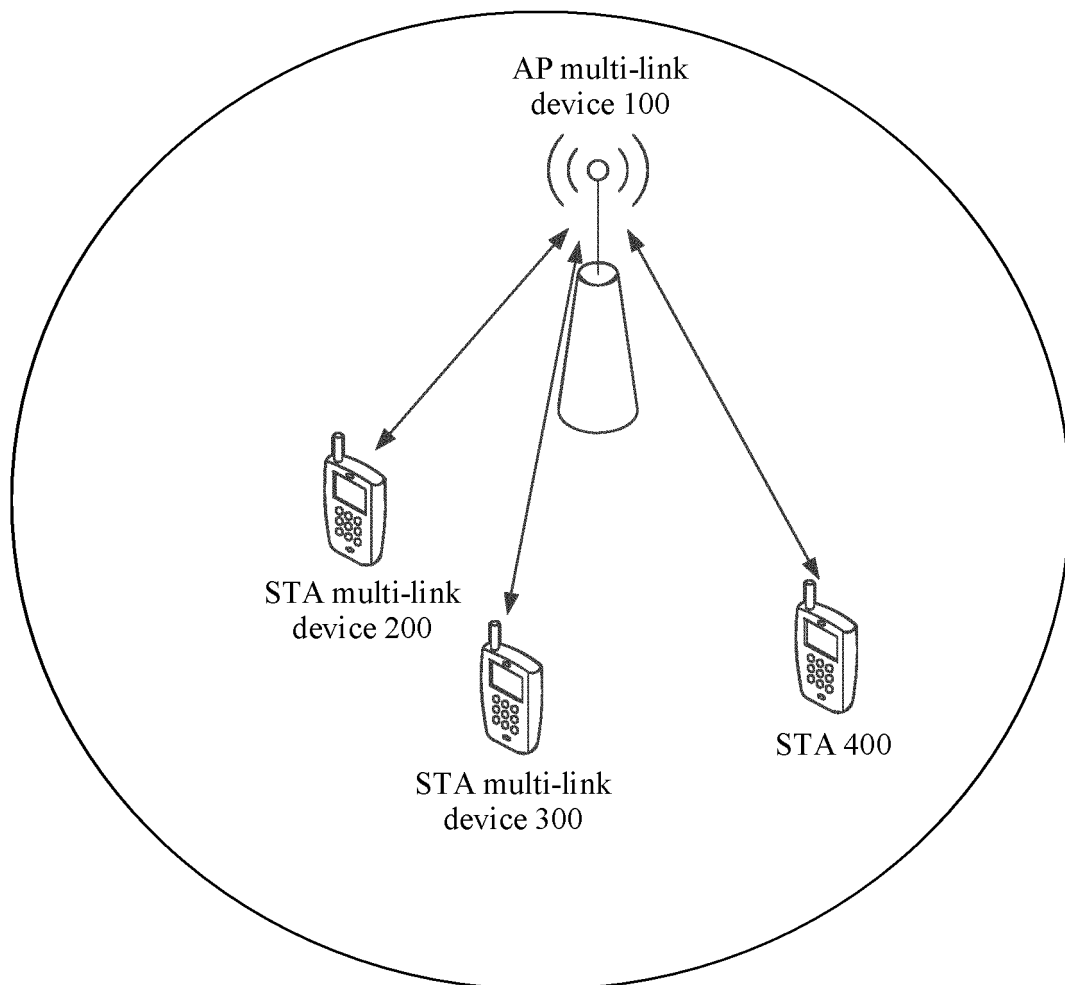 AP multi-link
device 100
STA multi-link
device 200
STA multi-link
device 300
STA 400